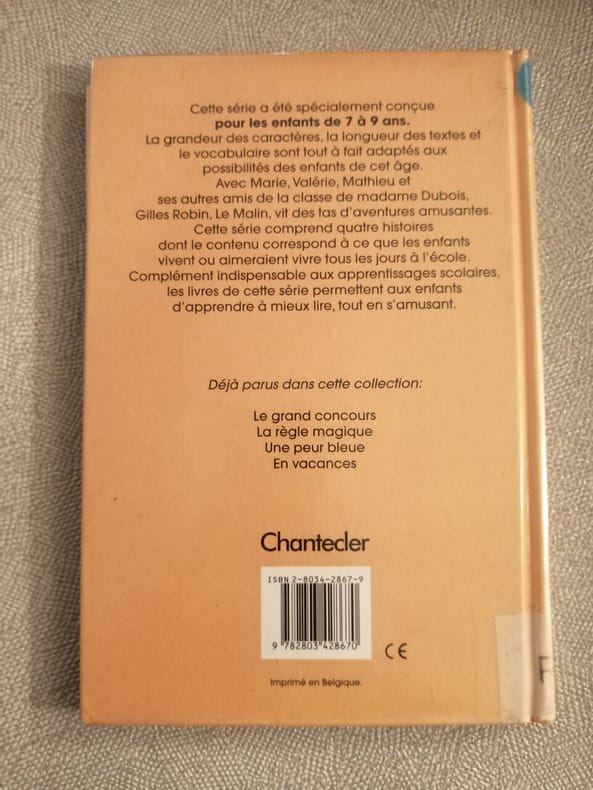 Cette série a été spécialement conçue
pour les enfants de 7 à 9 ans.
La grandeur des caractères, la longueur des textes et
le vocabulaire sont tout à fait adaptés aux
possibilités des enfants de cet âge.
Avec Marie, Valérie, Mathieu et
ses autres amis de la classe de madame Dubois,
Gilles Robin, Le Malin, vit des tas d'aventures amusantes.
Cette série comprend quatre histoires
dont le contenu correspond à ce que les enfants
vivent ou aimeraient vivre tous les jours à l'école.
Complément indispensable aux apprentissages scolaires,
les livres de cette série permettent aux enfants
d'apprendre à mieux lire, tout en s'amusant.
Déjà parus dans cette collection:
Le grand concours
La règle magique
Une peur bleue
En vacances
Chantecler
ISBN 2-8034-2867-9
9 782803 428670
CE
Imprimé en Belgique.